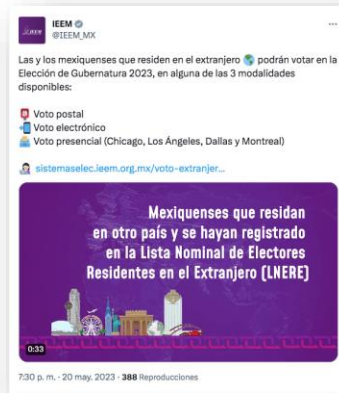 IEEM
@IEEM_MX
Las y los mexiquenses que residen en el extranjero 🌎 podrán votar en la
Elección de Gubernatura 2023, en alguna de las 3 modalidades
disponibles:
Voto postal
Voto electrónico
Voto presencial (Chicago, Los Ángeles, Dallas y Montreal)
sistemaselec.ieem.org.mx/voto-extranjer...
Mexiquenses que residan
en otro país y se hayan registrado
en la Lista Nominal de Electores
Residentes en el Extranjero (LNERE)
0:33
7:30 p. m. · 20 may. 2023 · 388 Reproducciones